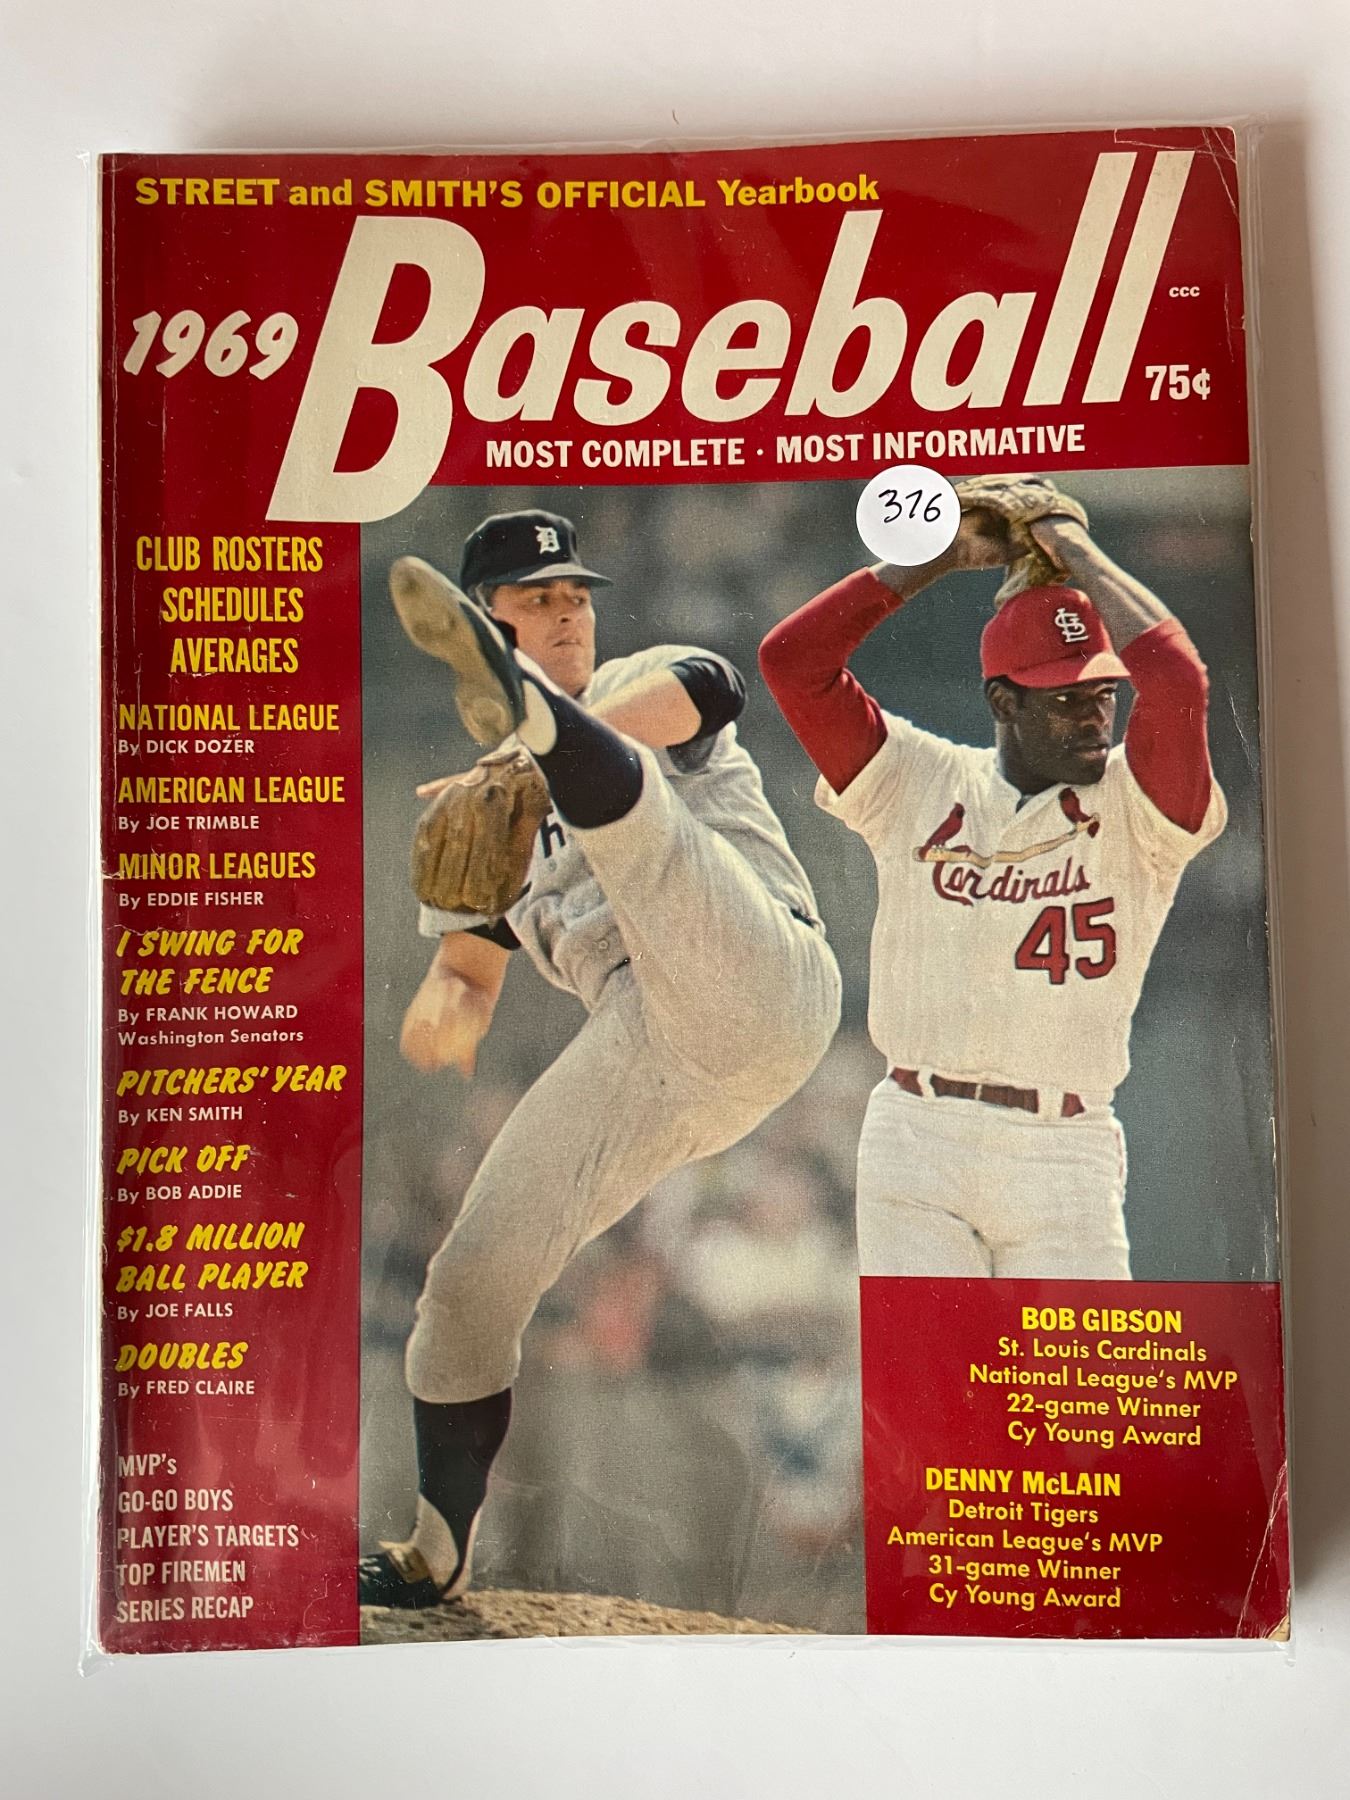 STREET and SMITH'S OFFICIAL Yearbook
1969 Baseball
ccc
75¢
MOST COMPLETE · MOST INFORMATIVE
376
CLUB ROSTERS
SCHEDULES
AVERAGES
NATIONAL LEAGUE
By DICK DOZER
AMERICAN LEAGUE
By JOE TRIMBLE
MINOR LEAGUES
By EDDIE FISHER
I SWING FOR
THE FENCE
By FRANK HOWARD
Washington Senators
PITCHERS' YEAR
By KEN SMITH
PICK OFF
By BOB ADDIE
$1.8 MILLION
BALL PLAYER
By JOE FALLS
DOUBLES
By FRED CLAIRE
MVP's
GO-GO BOYS
PLAYER'S TARGETS
TOP FIREMEN
SERIES RECAP
D
STL
Cardinals
45
BOB GIBSON
St. Louis Cardinals
National League's MVP
22-game Winner
Cy Young Award
DENNY McLAIN
Detroit Tigers
American League's MVP
31-game Winner
Cy Young Award